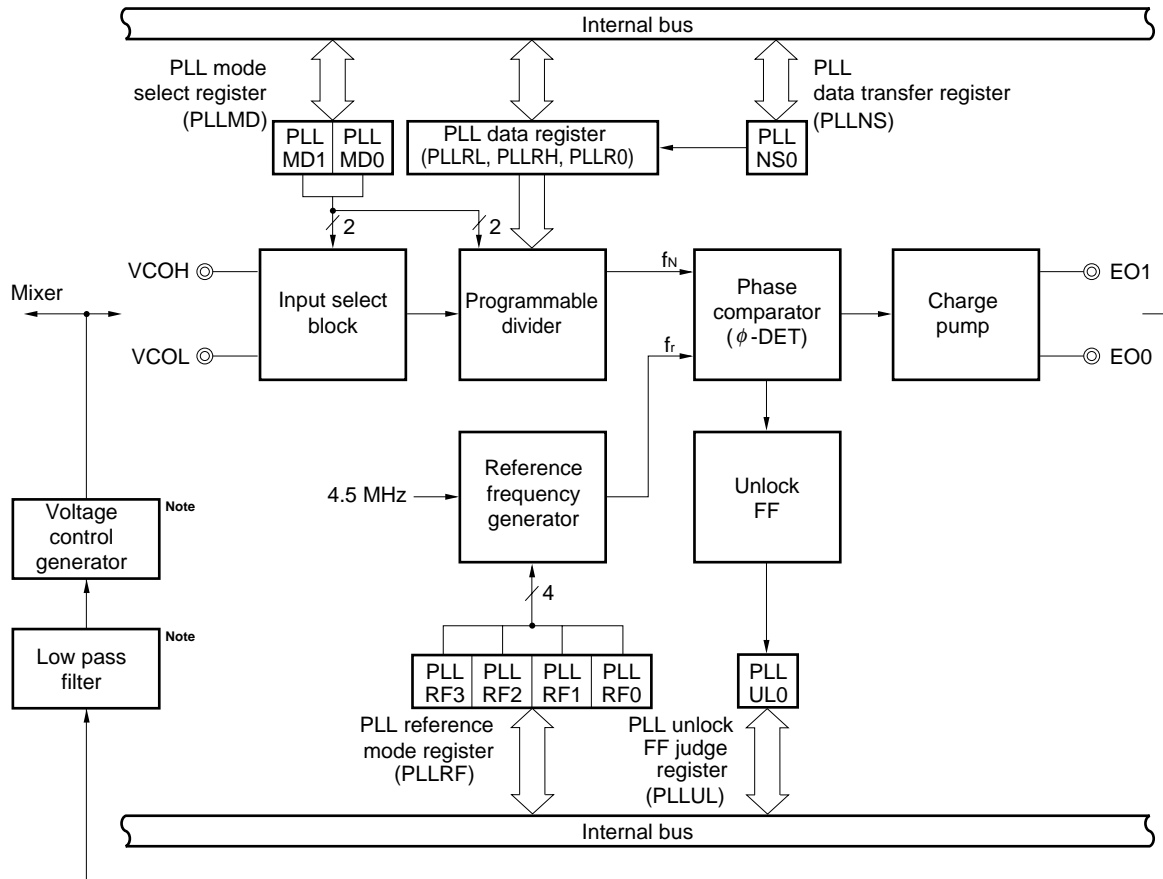 Internal bus
PLL mode
select register
(PLLMD)
PLL
data transfer register
(PLLNS)
PLL
MD1
PLL
MD0
PLL data register
(PLLRL, PLLRH, PLLR0)
PLL
NS0
2
2
VCOH
VCOL
Mixer
Input select
block
Programmable
divider
fN
fr
Phase
comparator
(ϕ-DET)
Charge
pump
EO1
EO0
4.5 MHz
Reference
frequency
generator
Unlock
FF
Voltage
control
generator
Note
Low pass
filter
Note
4
PLL
RF3
PLL
RF2
PLL
RF1
PLL
RF0
PLL
UL0
PLL reference
mode register
(PLLRF)
PLL unlock
FF judge
register
(PLLUL)
Internal bus